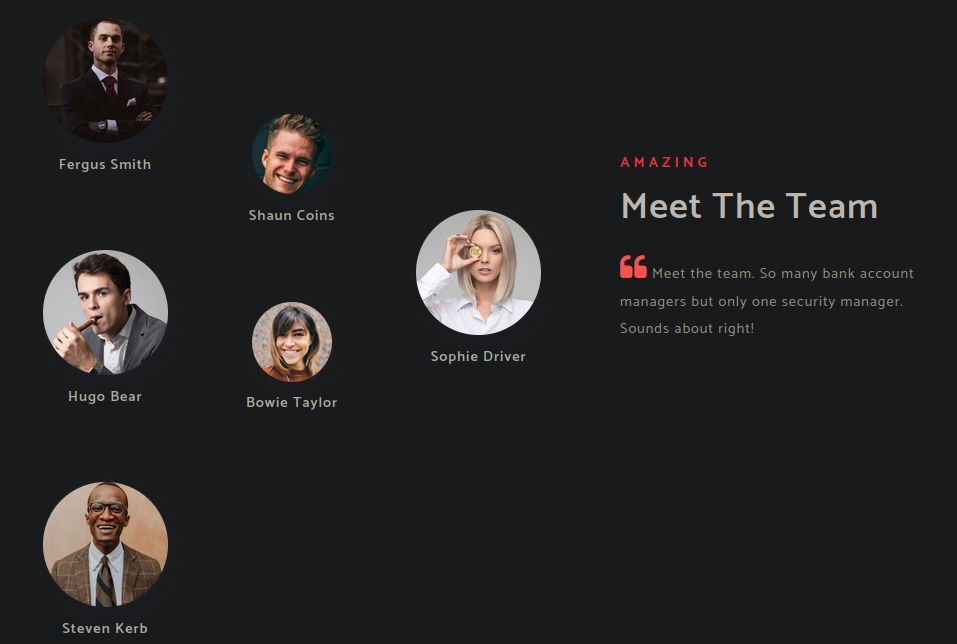 Fergus Smith
Shaun Coins
Hugo Bear
Bowie Taylor
Steven Kerb
Sophie Driver
AMAZING
Meet The Team
❝ Meet the team. So many bank account
managers but only one security manager.
Sounds about right!